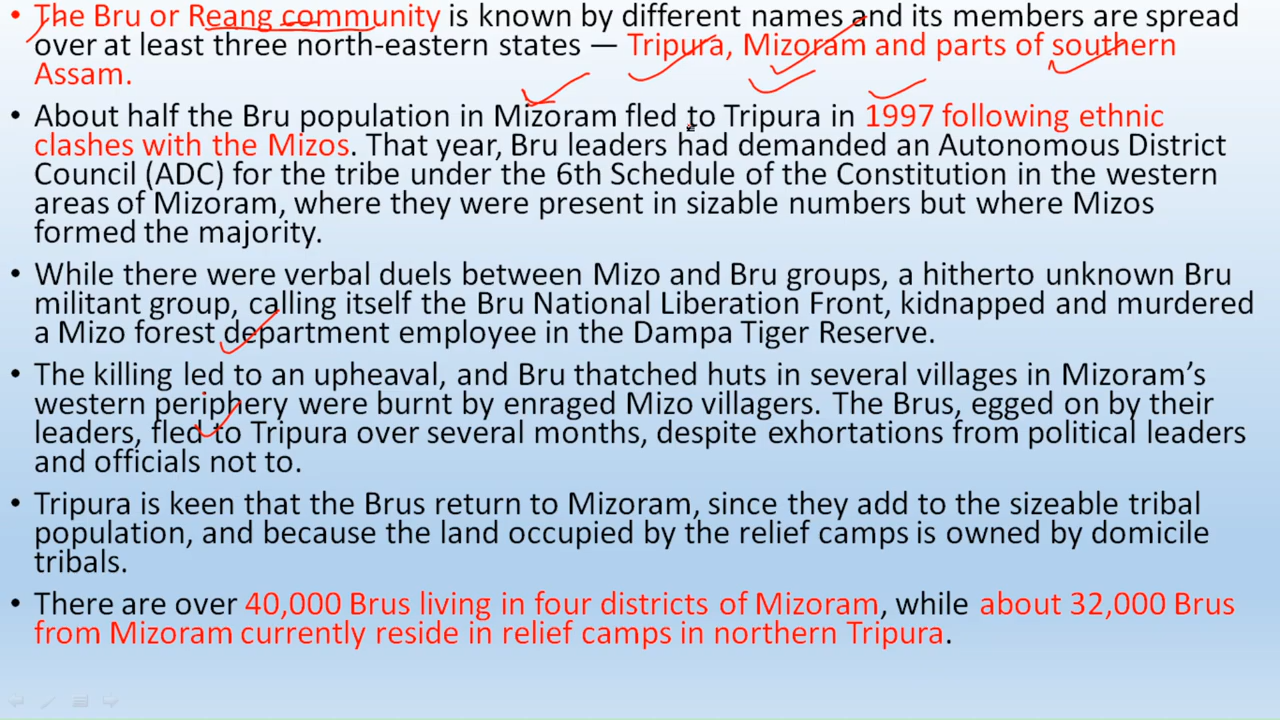 • The Bru or Reang community is known by different names and its members are spread
over at least three north-eastern states — Tripura, Mizoram and parts of southern
Assam.
• About half the Bru population in Mizoram fled to Tripura in 1997 following ethnic
clashes with the Mizos. That year, Bru leaders had demanded an Autonomous District
Council (ADC) for the tribe under the 6th Schedule of the Constitution in the western
areas of Mizoram, where they were present in sizable numbers but where Mizos
formed the majority.
• While there were verbal duels between Mizo and Bru groups, a hitherto unknown Bru
militant group, calling itself the Bru National Liberation Front, kidnapped and murdered
a Mizo forest department employee in the Dampa Tiger Reserve.
• The killing led to an upheaval, and Bru thatched huts in several villages in Mizoram’s
western periphery were burnt by enraged Mizo villagers. The Brus, egged on by their
leaders, fled to Tripura over several months, despite exhortations from political leaders
and officials not to.
• Tripura is keen that the Brus return to Mizoram, since they add to the sizeable tribal
population, and because the land occupied by the relief camps is owned by domicile
tribals.
• There are over 40,000 Brus living in four districts of Mizoram, while about 32,000 Brus
from Mizoram currently reside in relief camps in northern Tripura.